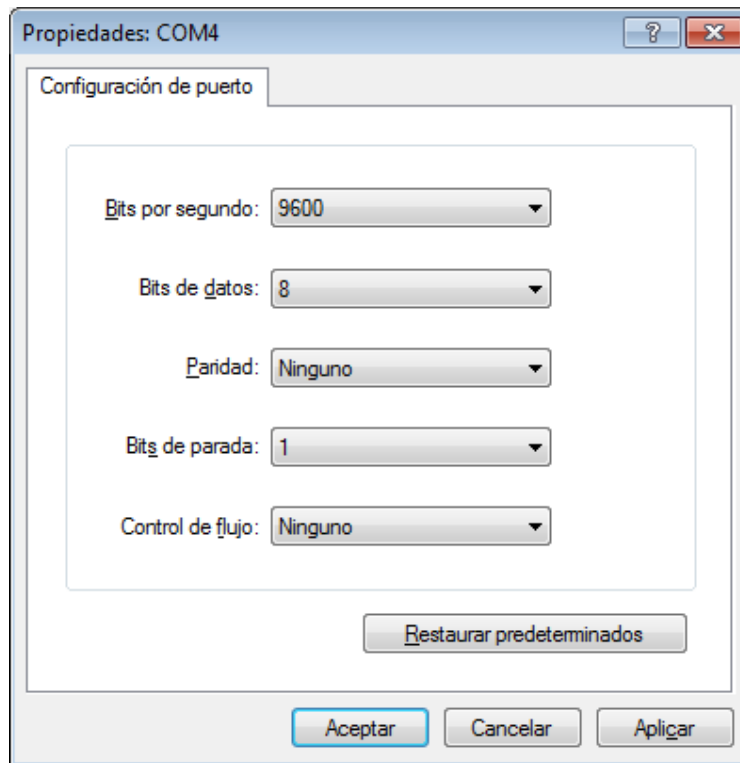 Propiedades: COM4
Configuración de puerto
Bits por segundo: 9600
Bits de datos: 8
Paridad: Ninguno
Bits de parada: 1
Control de flujo: Ninguno
Restaurar predeterminados
Aceptar Cancelar Aplicar